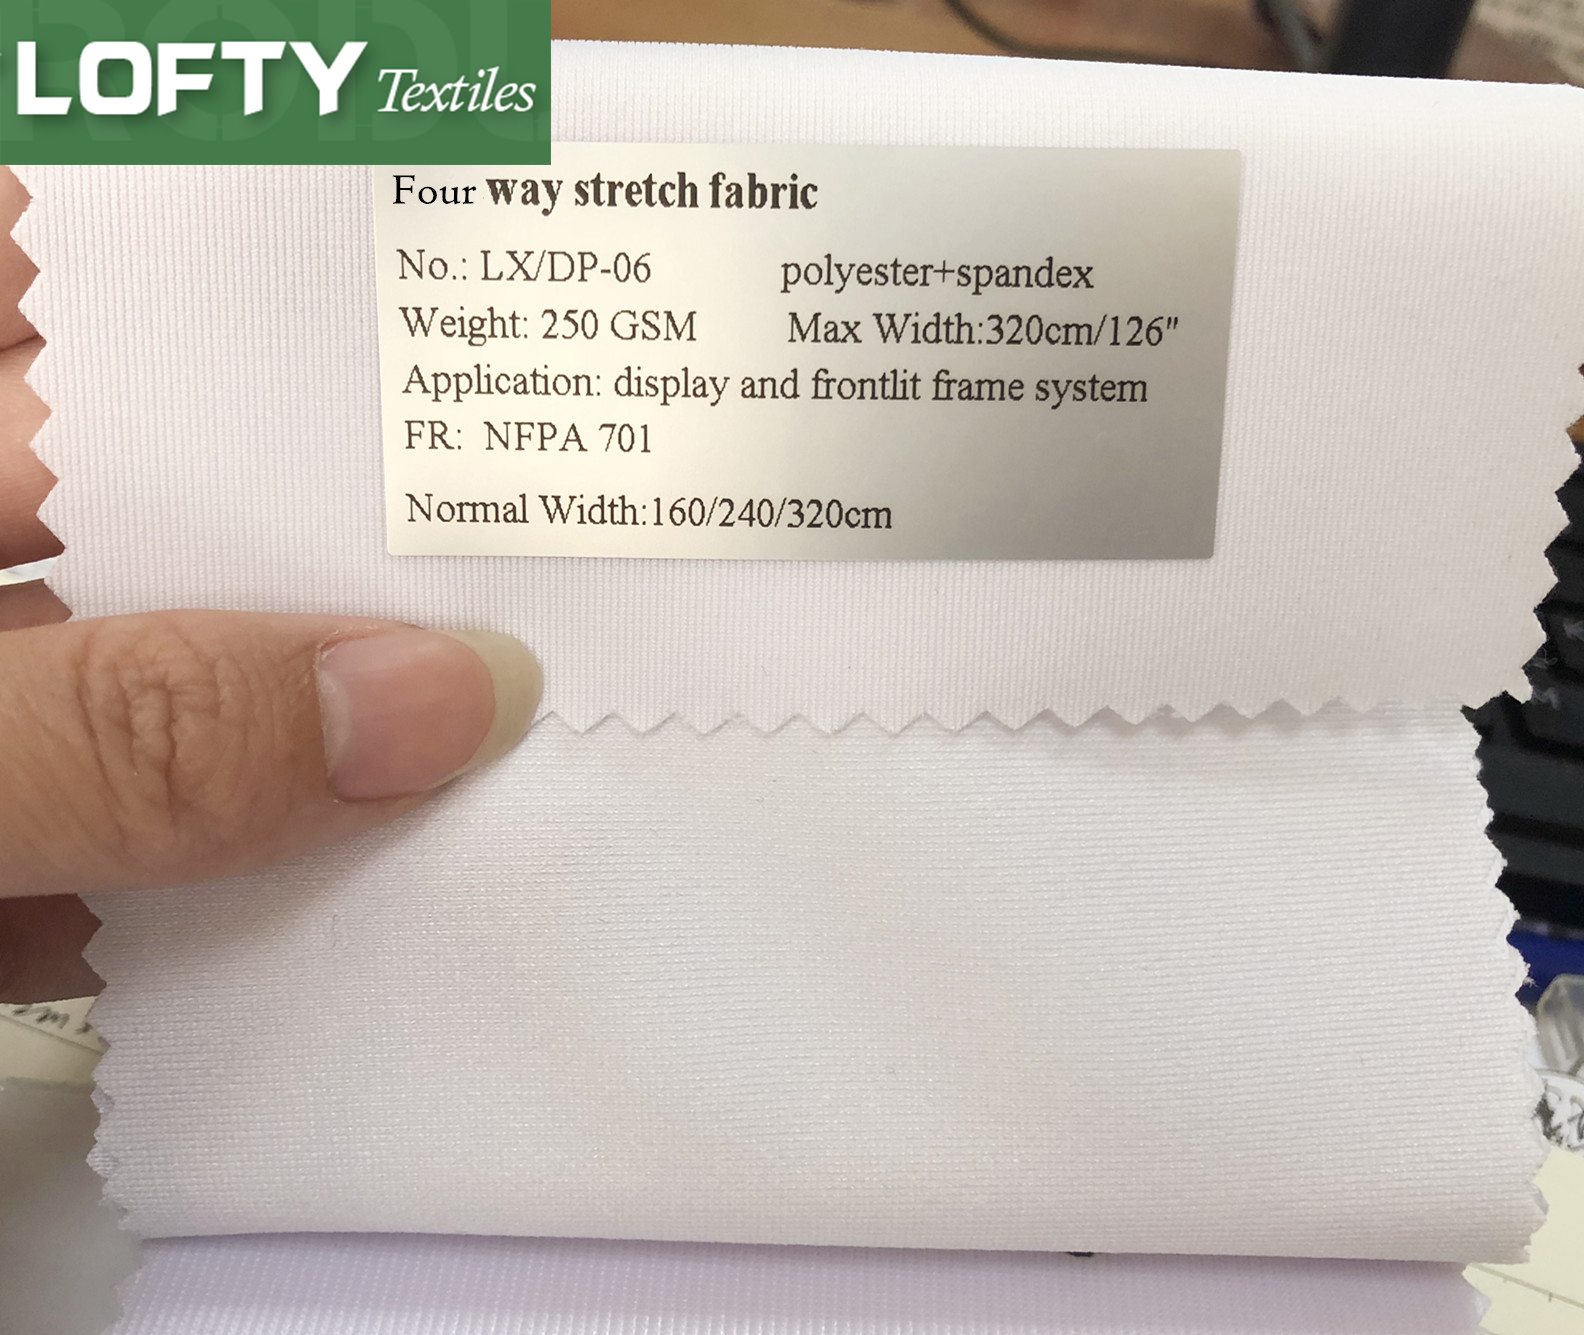 LOFTY Textiles
Four way stretch fabric
No.: LX/DP-06 polyester+spandex
Weight: 250 GSM Max Width:320cm/126"
Application: display and frontlit frame system
FR: NFPA 701
Normal Width:160/240/320cm